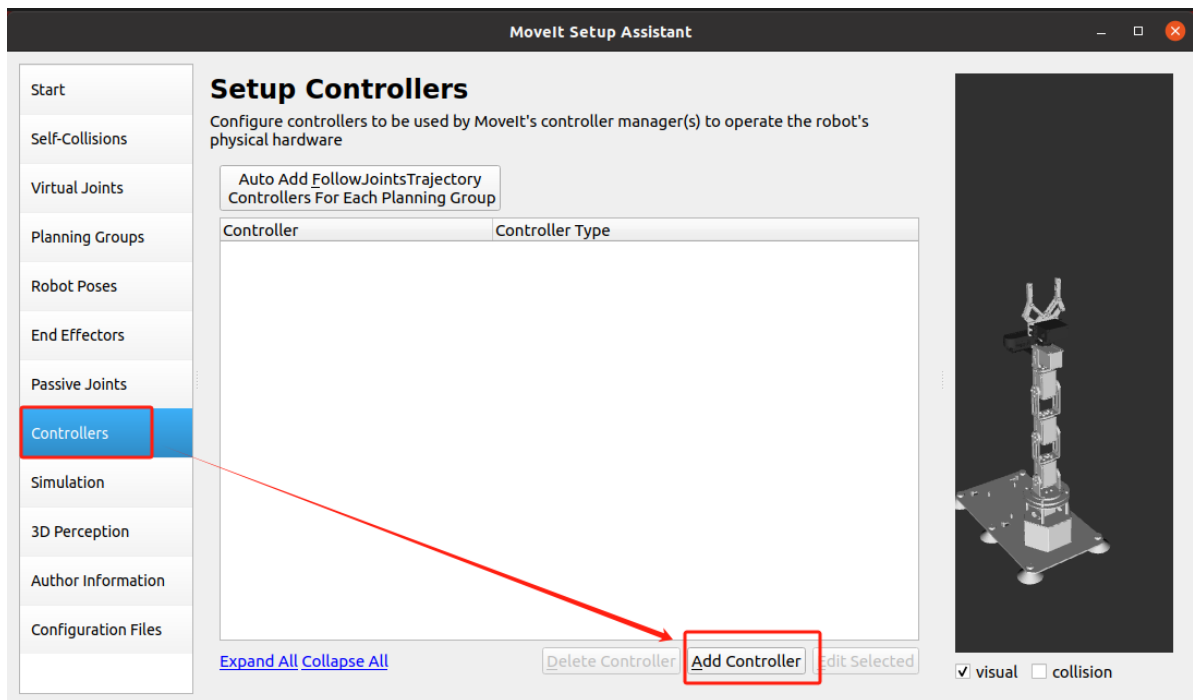 MoveIt Setup Assistant
Start
Self-Collisions
Virtual Joints
Planning Groups
Robot Poses
End Effectors
Passive Joints
Controllers
Simulation
3D Perception
Author Information
Configuration Files
Setup Controllers
Configure controllers to be used by MoveIt's controller manager(s) to operate the robot's
physical hardware
Auto Add FollowJointsTrajectory
Controllers For Each Planning Group
Controller Controller Type
Expand All Collapse All Delete Controller Add Controller Edit Selected
visual collision